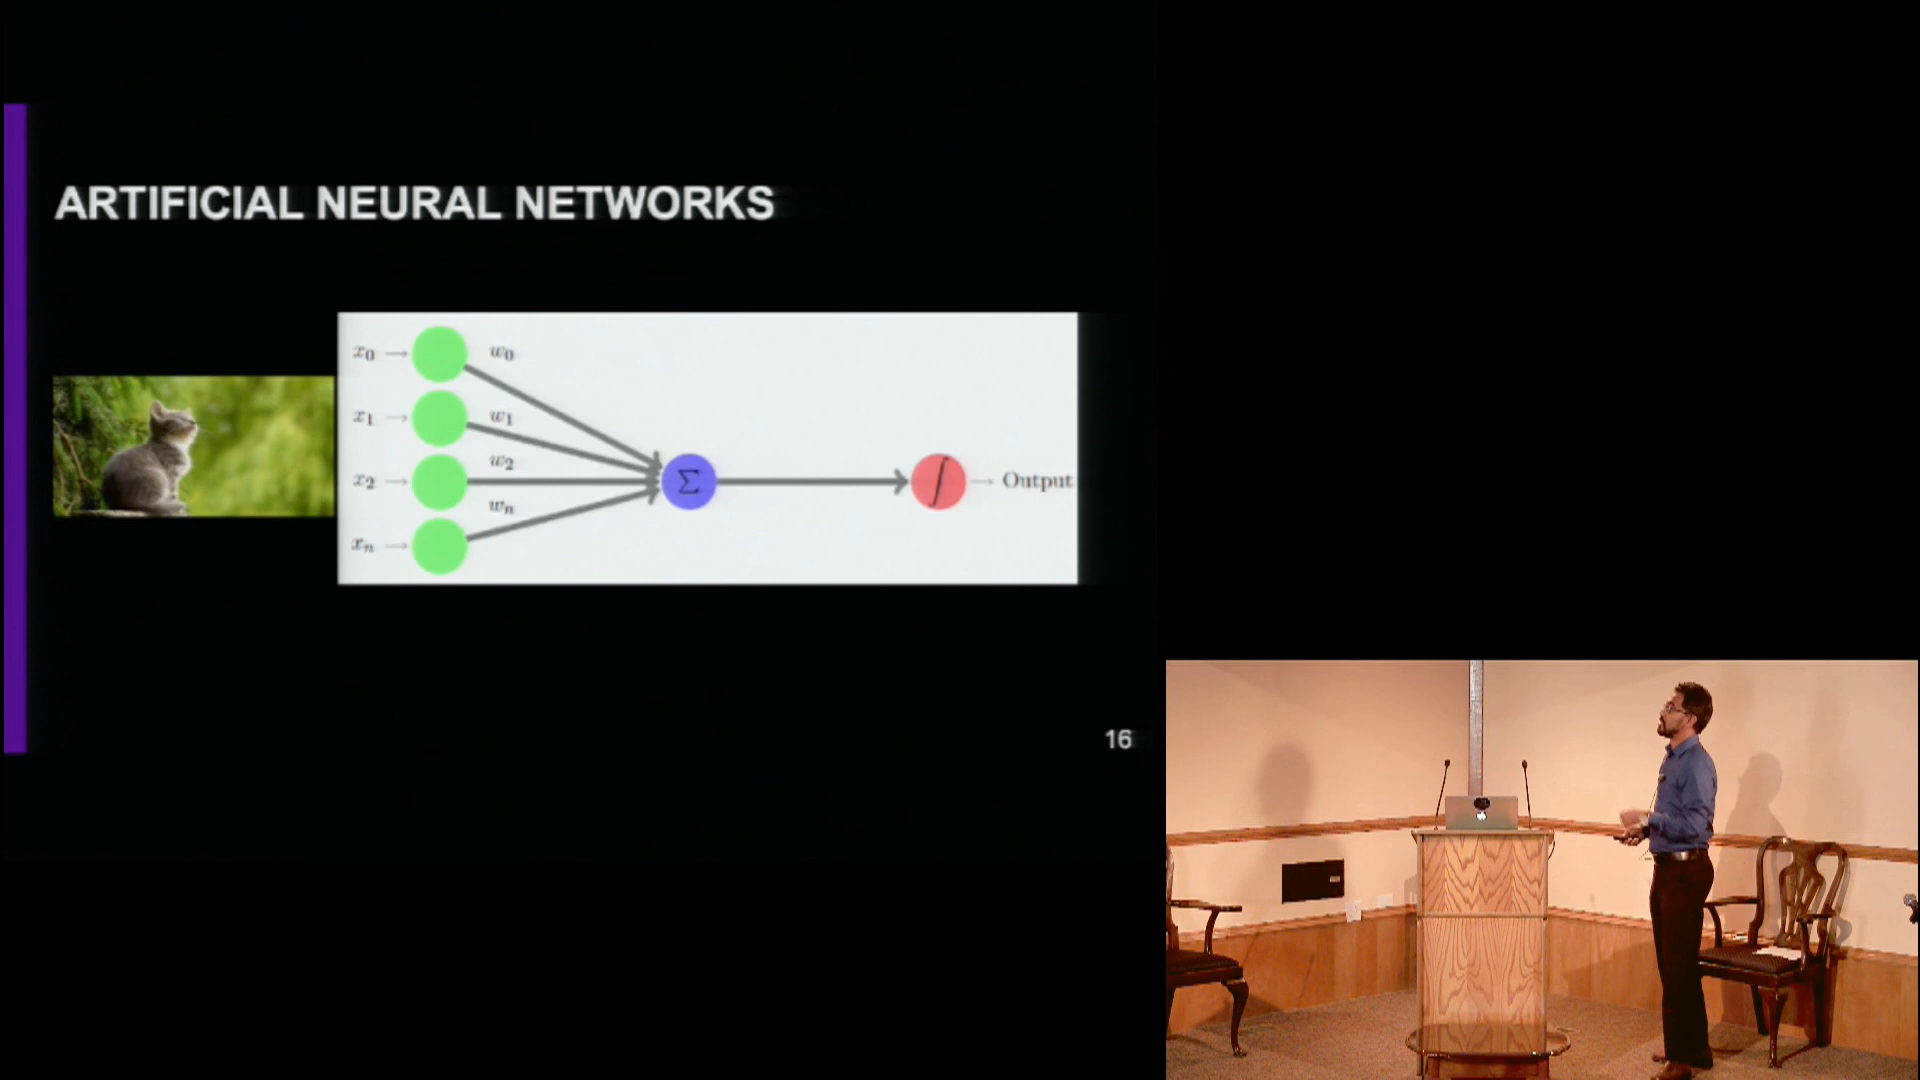 ARTIFICIAL NEURAL NETWORKS
x₀ → w₀
x₁ → w₁
x₂ → w₂
wₙ
xₙ →
Σ
∫ → Output
16